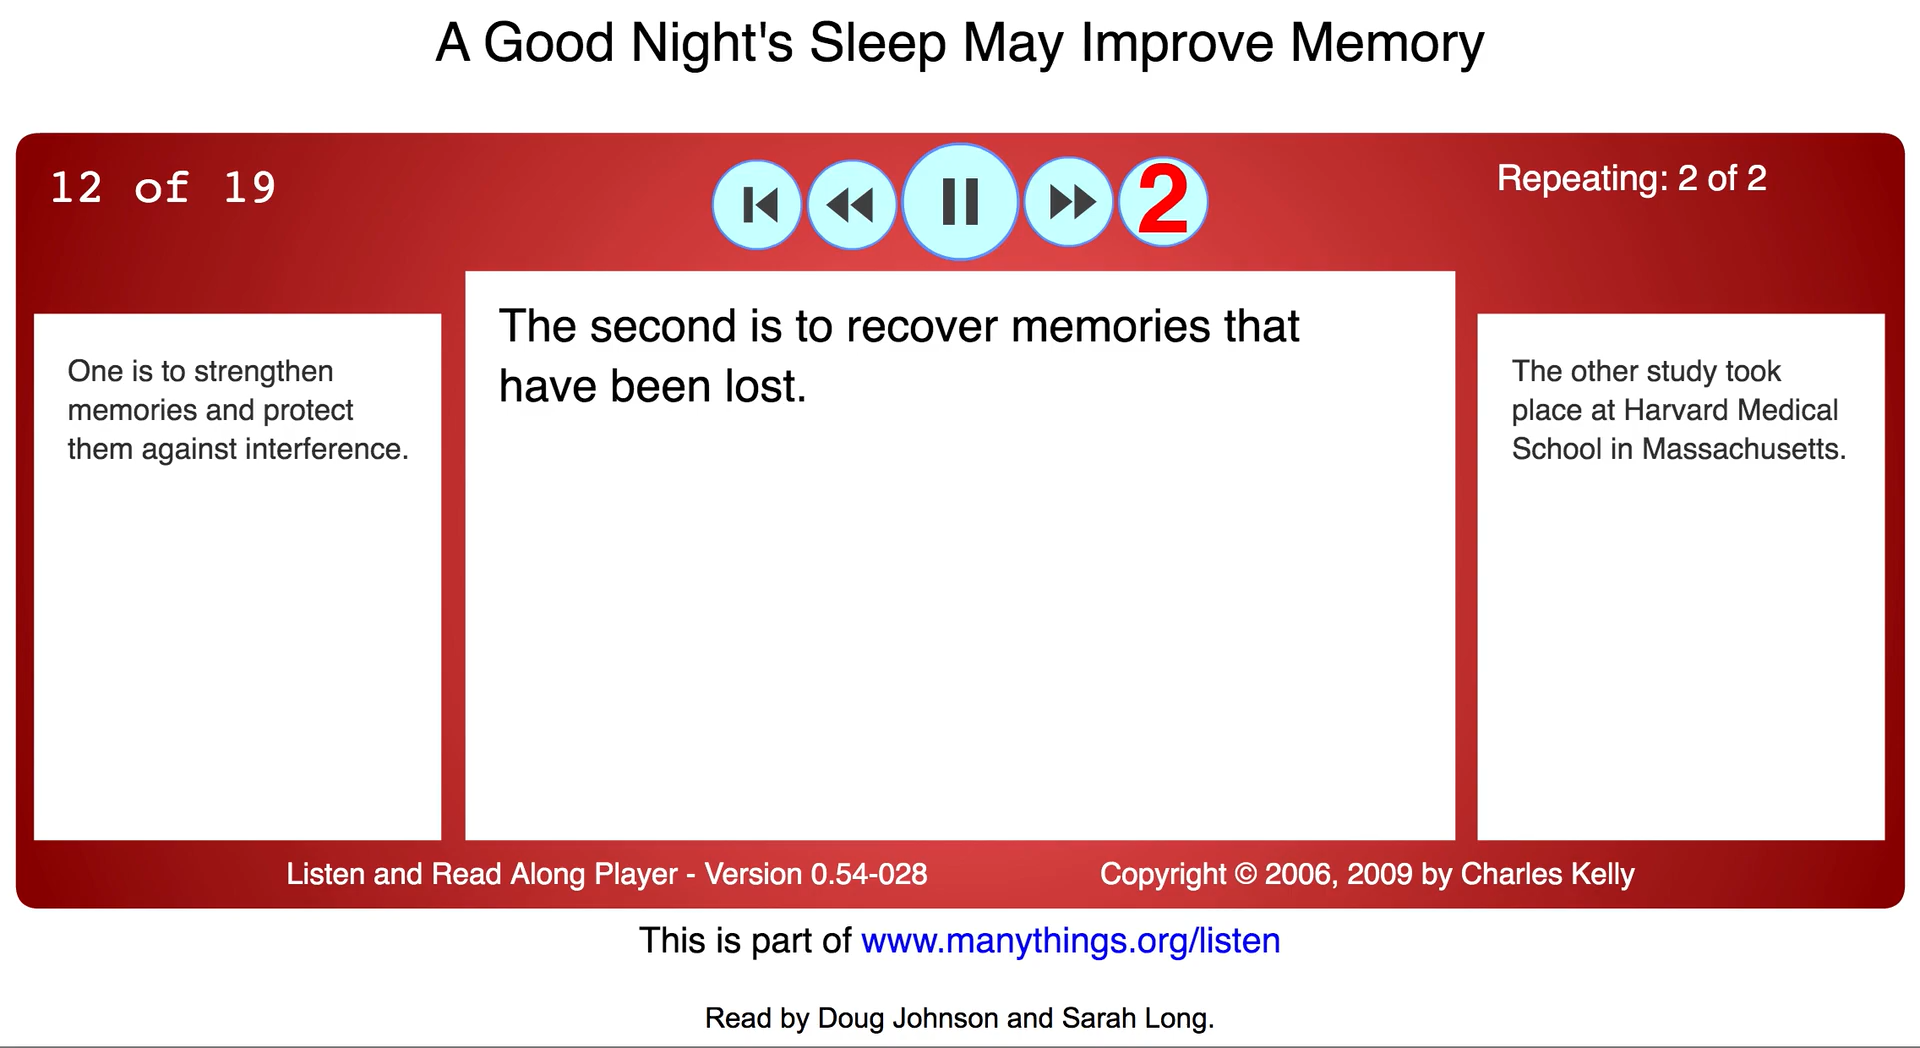 A Good Night's Sleep May Improve Memory
12 of 19
2
Repeating: 2 of 2
One is to strengthen
memories and protect
them against interference.
The second is to recover memories that
have been lost.
The other study took
place at Harvard Medical
School in Massachusetts.
Listen and Read Along Player - Version 0.54-028
Copyright © 2006, 2009 by Charles Kelly
This is part of www.manythings.org/listen
Read by Doug Johnson and Sarah Long.